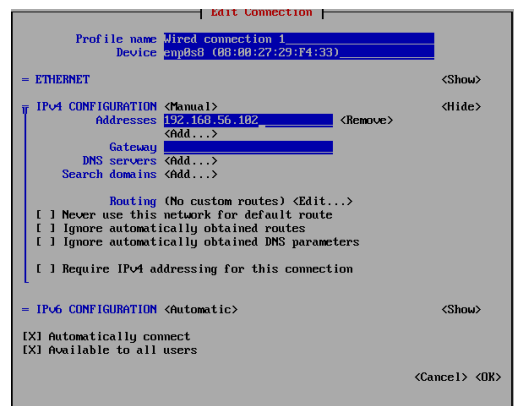 Edit Connection
Profile name Wired connection 1
Device enp0s8 (08:00:27:29:F4:33)
= ETHERNET <Show>
IPv4 CONFIGURATION <Manual> <Hide>
Addresses 192.168.56.102 <Remove>
<Add...>
Gateway
DNS servers <Add...>
Search domains <Add...>
Routing (No custom routes) <Edit...>
[ ] Never use this network for default route
[ ] Ignore automatically obtained routes
[ ] Ignore automatically obtained DNS parameters
[ ] Require IPv4 addressing for this connection
= IPv6 CONFIGURATION <Automatic> <Show>
[X] Automatically connect
[X] Available to all users
<Cancel> <OK>